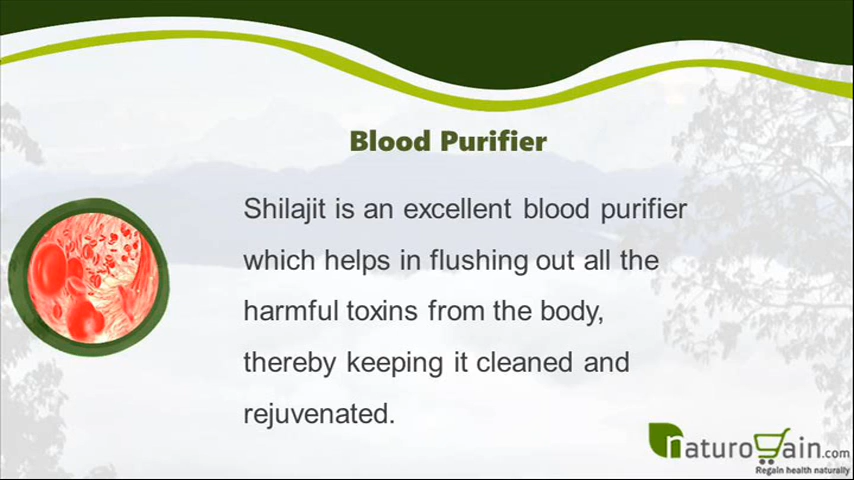 Blood Purifier
Shilajit is an excellent blood purifier
which helps in flushing out all the
harmful toxins from the body,
thereby keeping it cleaned and
rejuvenated.
naturogain.com
Regain health naturally